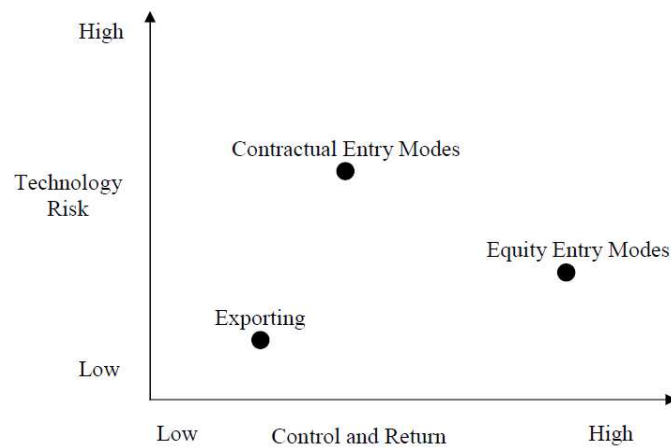 High
Contractual Entry Modes
Technology
Risk
Equity Entry Modes
Exporting
Low
Low
Control and Return
High